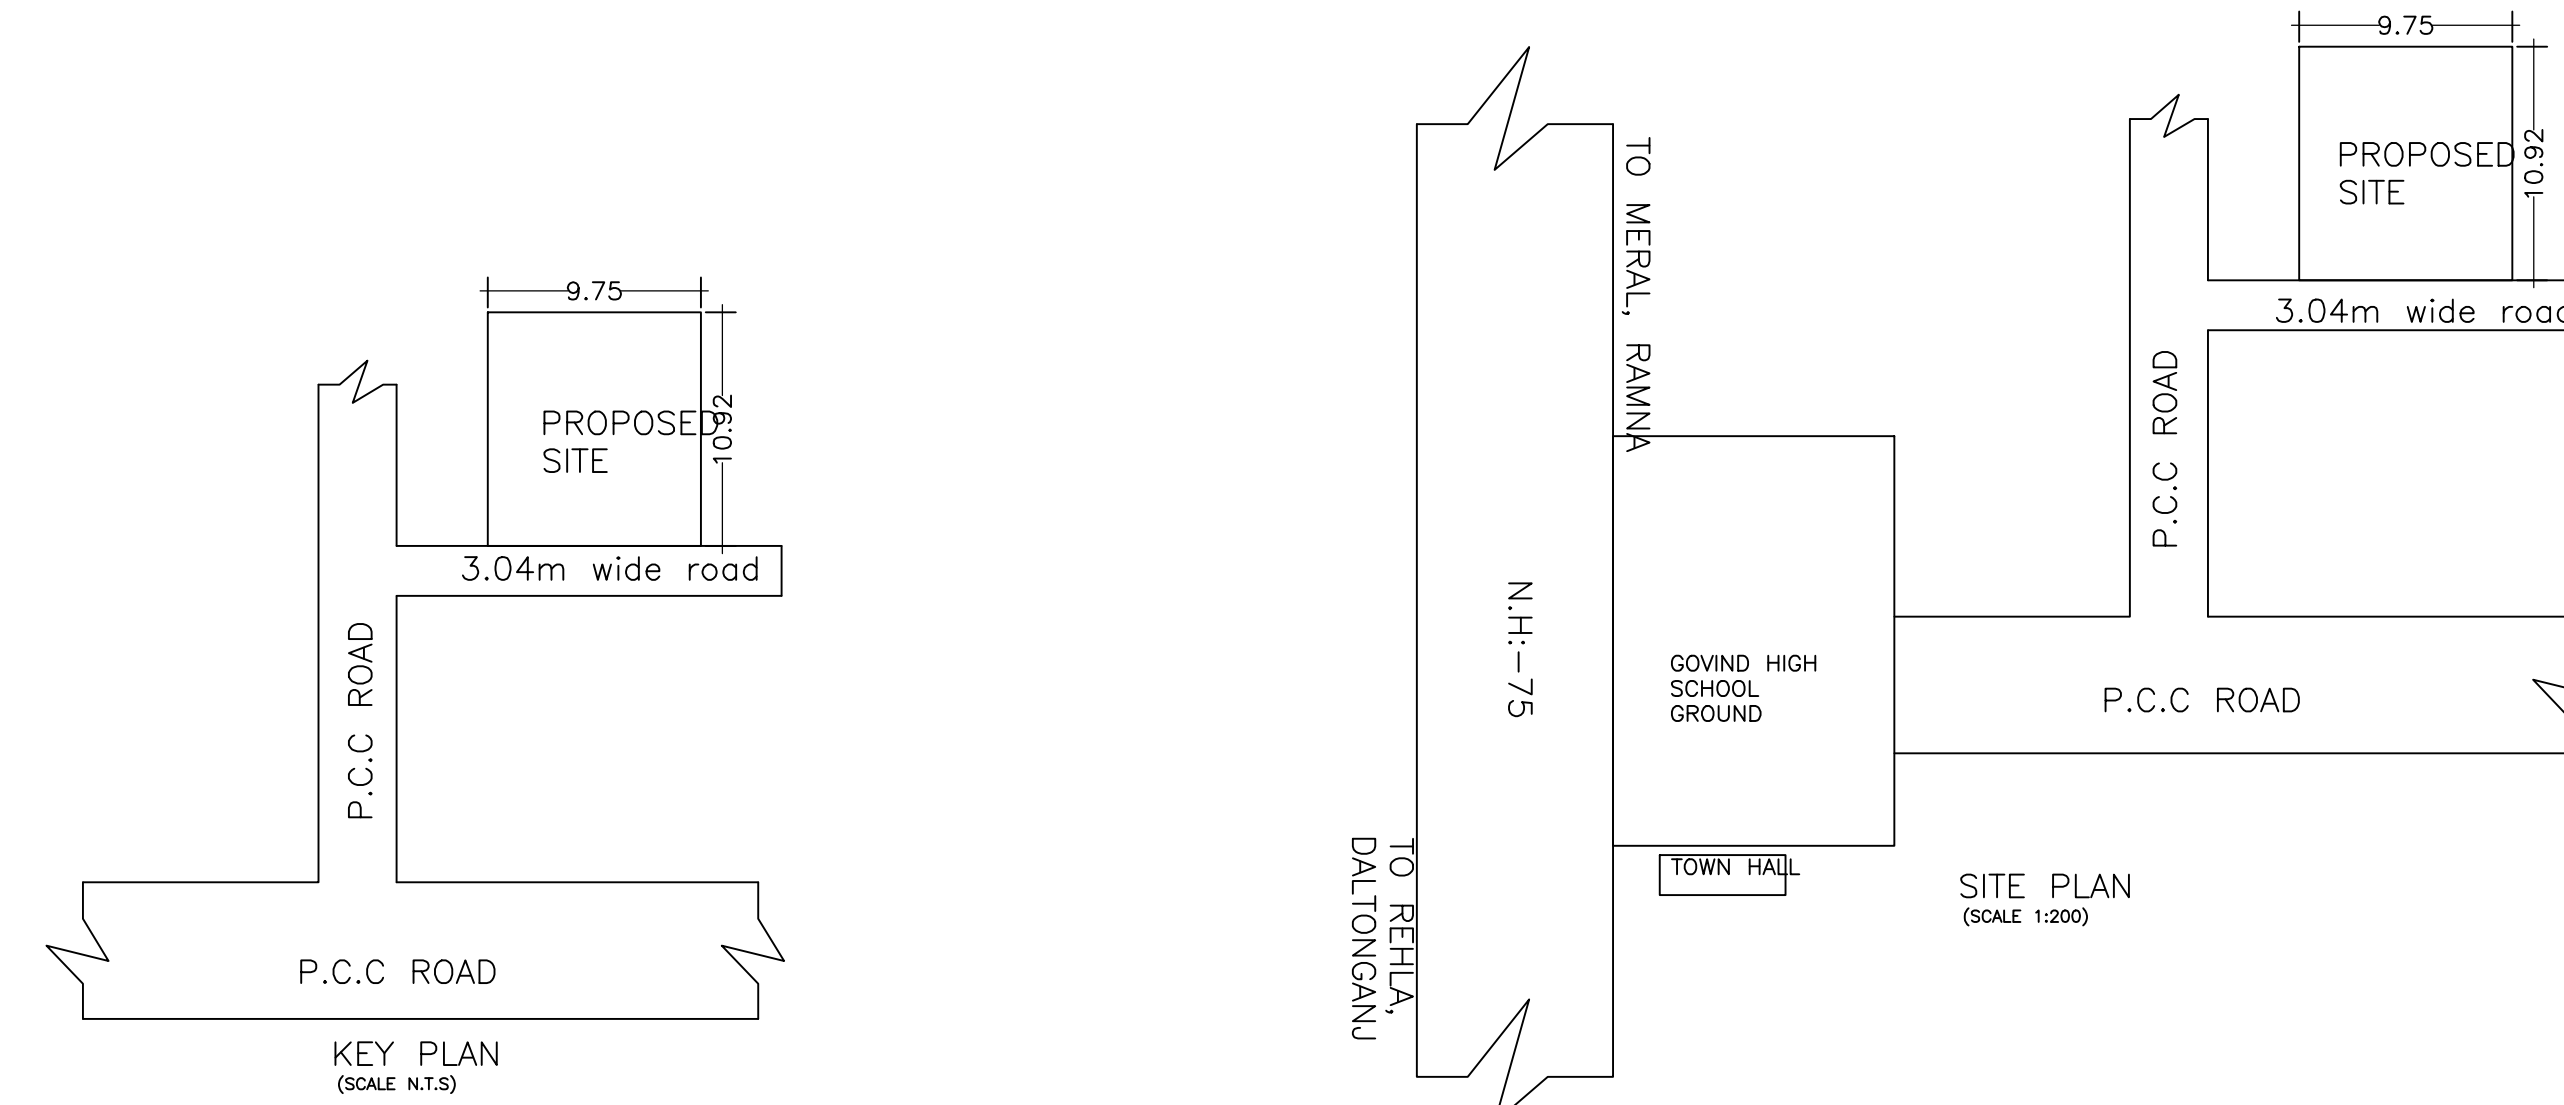 9.75
10.92
PROPOSED
SITE
3.04m wide road
P.C.C ROAD
P.C.C ROAD
KEY PLAN
(SCALE N.T.S)
TO MERAL, RAMNA
N.H:-75
TO REHLA,
DALTONGANJ
GOVIND HIGH
SCHOOL
GROUND
TOWN HALL
9.75
10.92
PROPOSED
SITE
3.04m wide road
P.C.C ROAD
P.C.C ROAD
SITE PLAN
(SCALE 1:200)